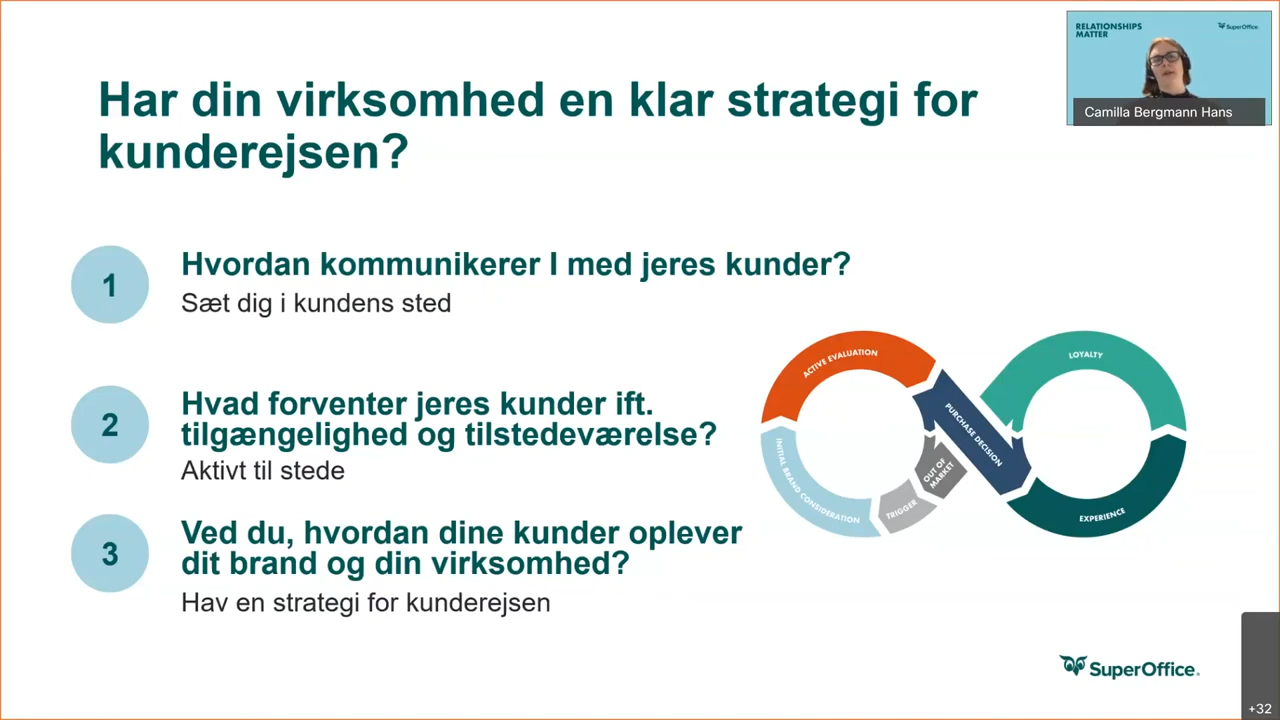 RELATIONSHIPS
MATTER
SuperOffice
Camilla Bergmann Hans
Har din virksomhed en klar strategi for
kunderejsen?
1
Hvordan kommunikerer I med jeres kunder?
Sæt dig i kundens sted
2
Hvad forventer jeres kunder ift.
tilgængelighed og tilstedeværelse?
Aktivt til stede
3
Ved du, hvordan dine kunder oplever
dit brand og din virksomhed?
Hav en strategi for kunderejsen
ACTIVE EVALUATION
LOYALTY
PURCHASE DECISION
OUT OF
MARKET
INITIAL BRAND CONSIDERATION
TRIGGER
EXPERIENCE
SuperOffice.
+32